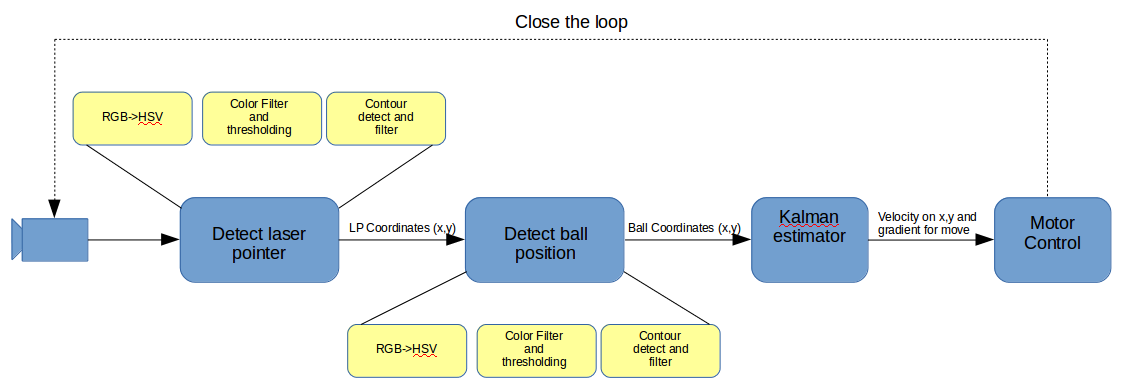 Close the loop
RGB->HSV
Color Filter
and
thresholding
Contour
detect and
filter
Detect laser
pointer
LP Coordinates (x,y)
Detect ball
position
Ball Coordinates (x,y)
Kalman
estimator
Velocity on x,y and
gradient for move
Motor
Control
RGB->HSV
Color Filter
and
thresholding
Contour
detect and
filter